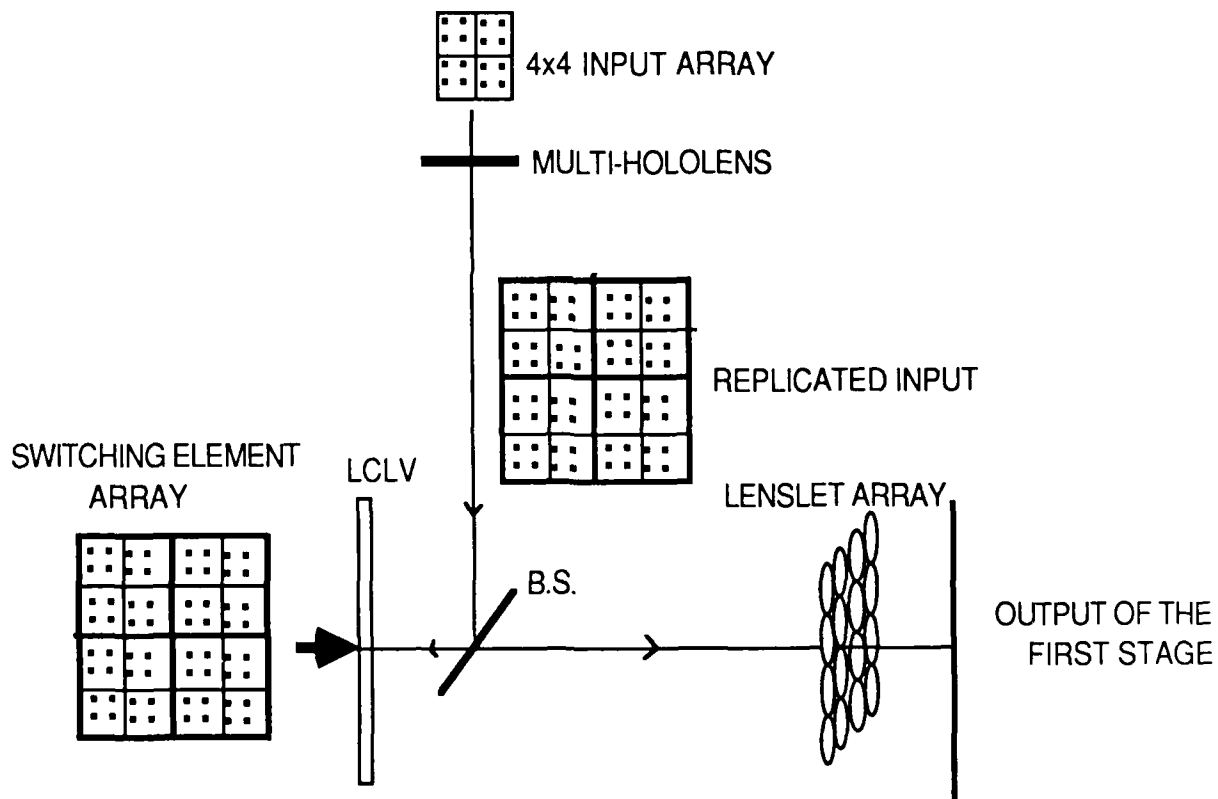 4x4 INPUT ARRAY
MULTI-HOLOLENS
REPLICATED INPUT
SWITCHING ELEMENT
ARRAY
LCLV
LENSLET ARRAY
B.S.
OUTPUT OF THE
FIRST STAGE